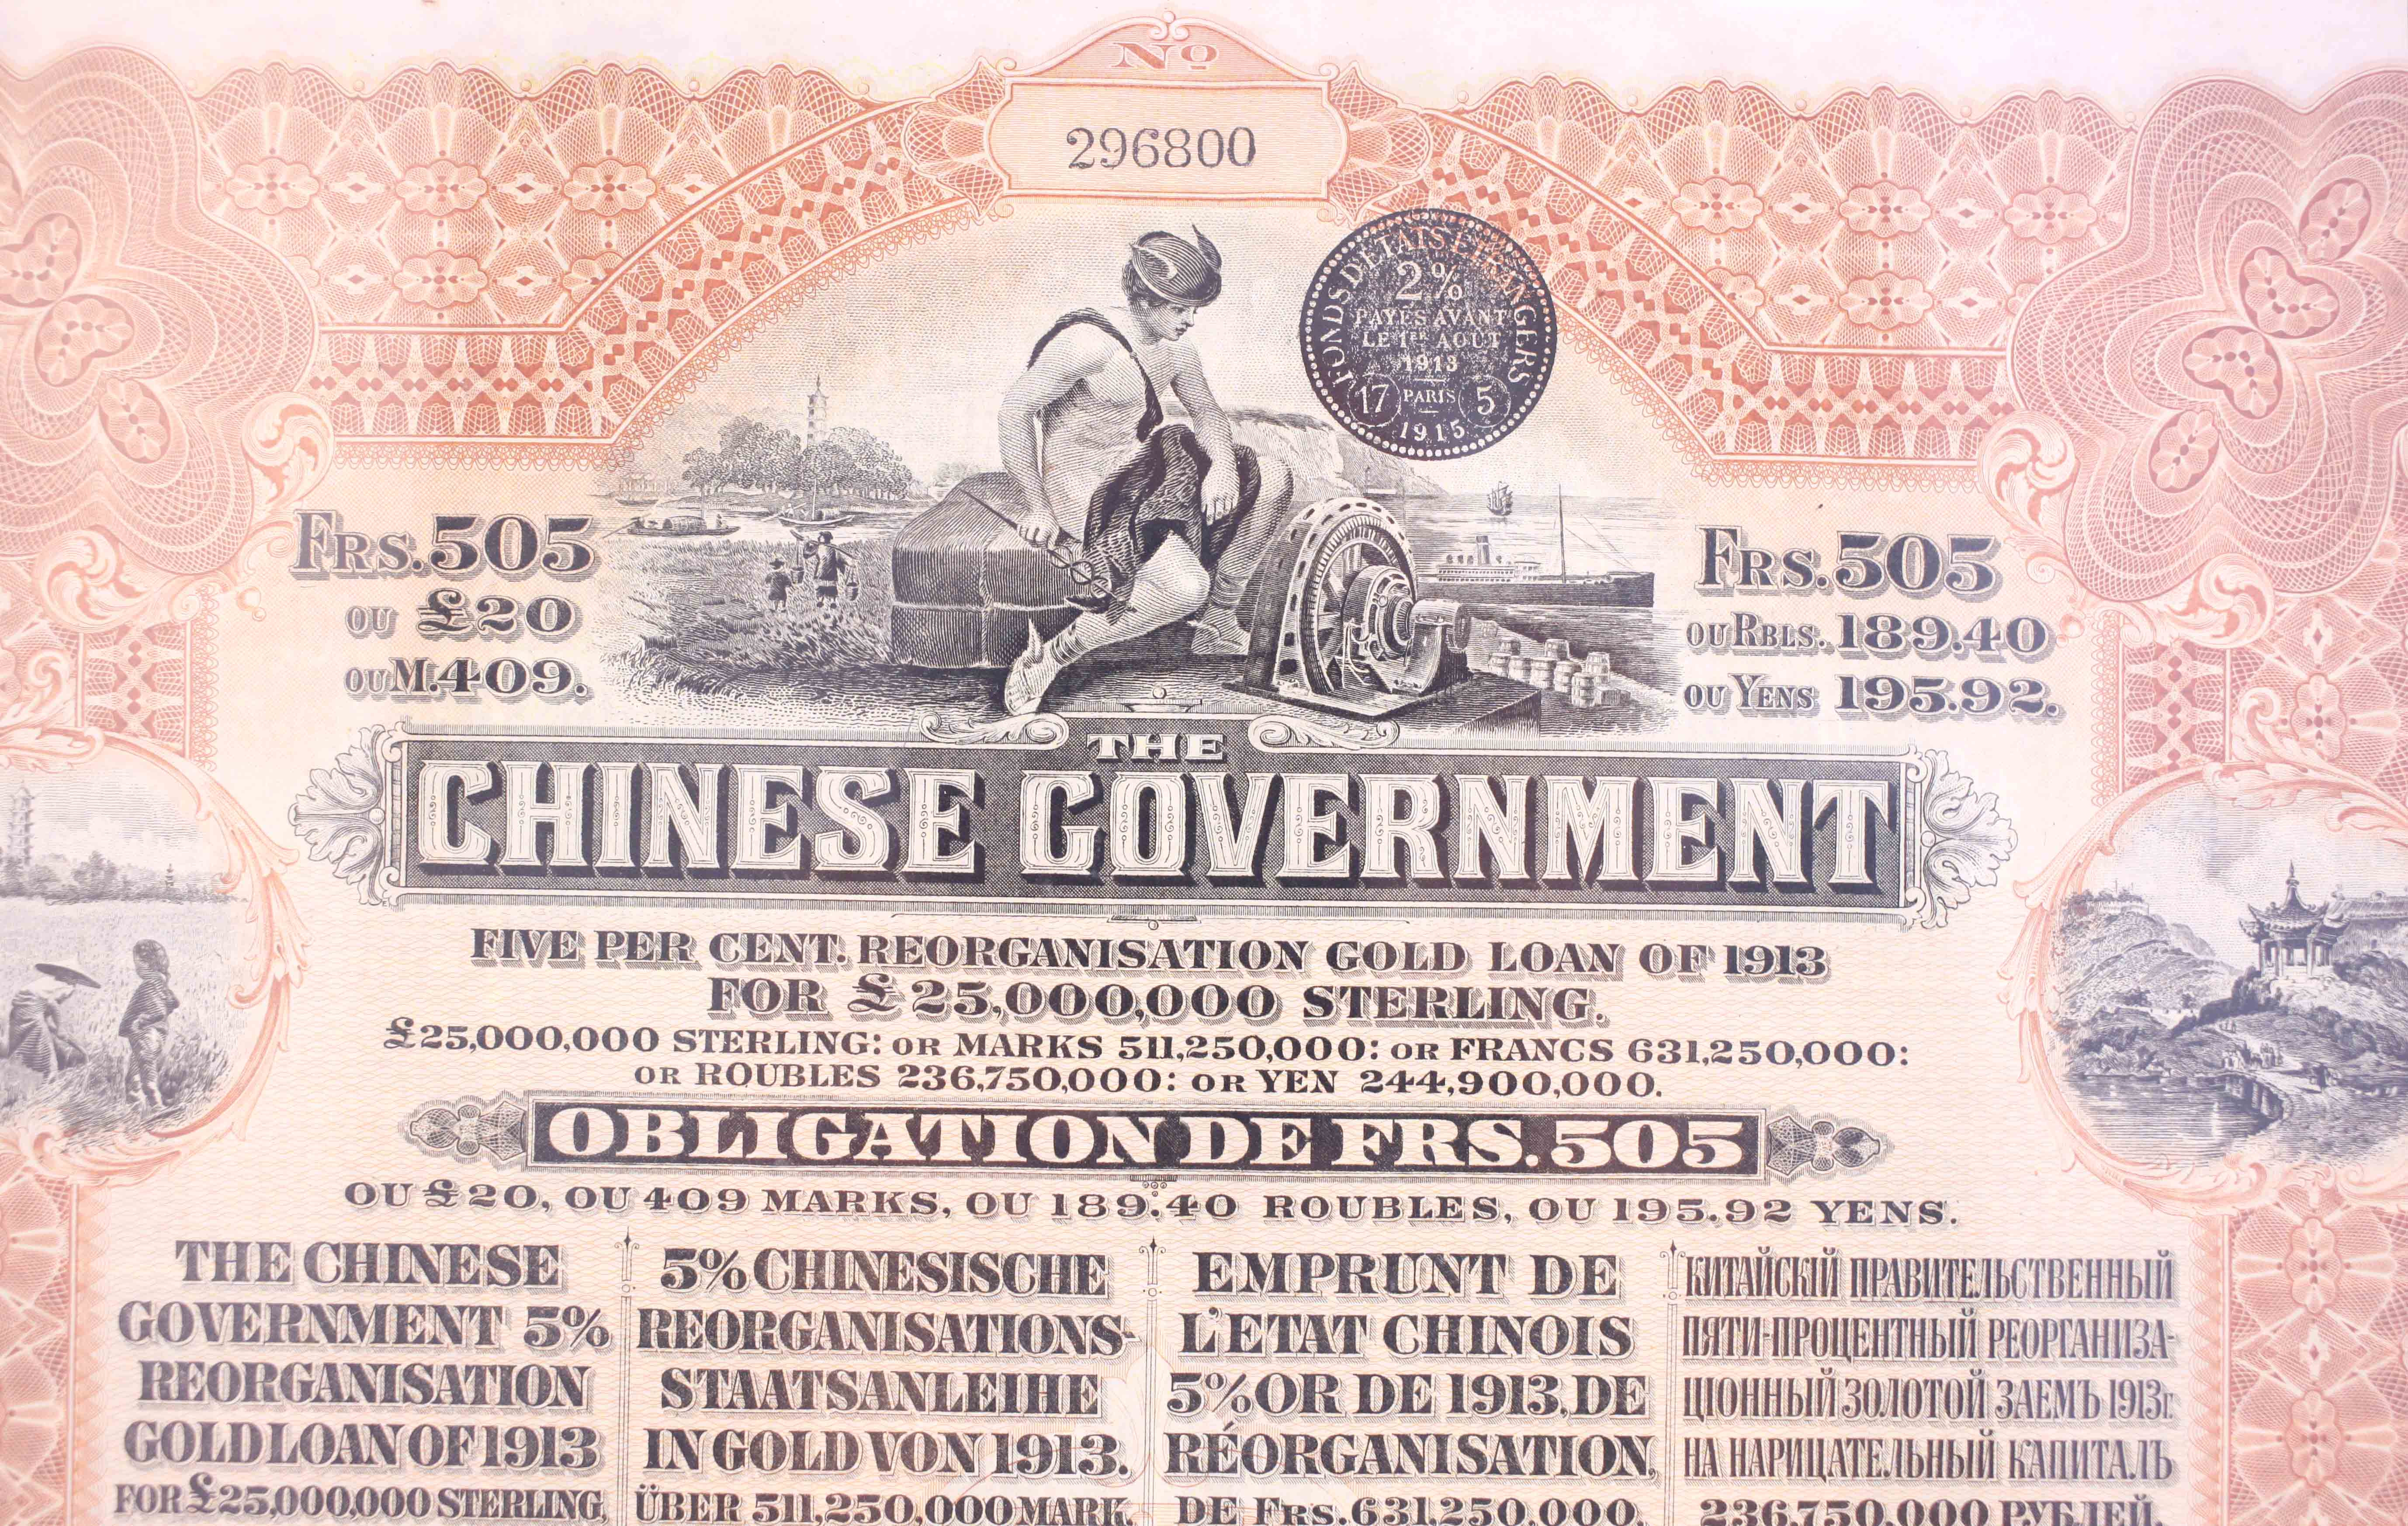 Nº
296800
FONDS D'ETATS ETRANGERS
2%
PAYÉS AVANT
LE 1ER AOUT
1913
17 PARIS 5
1915
FRS. 505
OU £20
OU M. 409.
FRS. 505
OU RBLS. 189.40
OU YENS 195.92.
THE
CHINESE GOVERNMENT
FIVE PER CENT. REORGANISATION GOLD LOAN OF 1913
FOR £25,000,000 STERLING.
£25,000,000 STERLING: OR MARKS 511,250,000: OR FRANCS 631,250,000:
OR ROUBLES 236,750,000: OR YEN 244,900,000.
OBLIGATION DE FRS. 505
OU £20, OU 409 MARKS, OU 189.40 ROUBLES, OU 195.92 YENS.
THE CHINESE
GOVERNMENT 5%
REORGANISATION
GOLD LOAN OF 1913
FOR £25,000,000 STERLING,
5% CHINESISCHE
REORGANISATIONS-
STAATSANLEIHE
IN GOLD VON 1913.
ÜBER 511,250,000 MARK.
EMPRUNT DE
L'ETAT CHINOIS
5% OR DE 1913, DE
RÉORGANISATION,
DE FRS. 631,250,000.
КИТАЙСКІЙ ПРАВИТЕЛЬСТВЕННЫЙ
ПЯТИ-ПРОЦЕНТНЫЙ РЕОРГАНИЗА-
ЦІОННЫЙ ЗОЛОТОЙ ЗАЕМЪ 1913г.
НА НАРИЦАТЕЛЬНЫЙ КАПИТАЛЪ
236,750,000 РУБЛЕЙ.